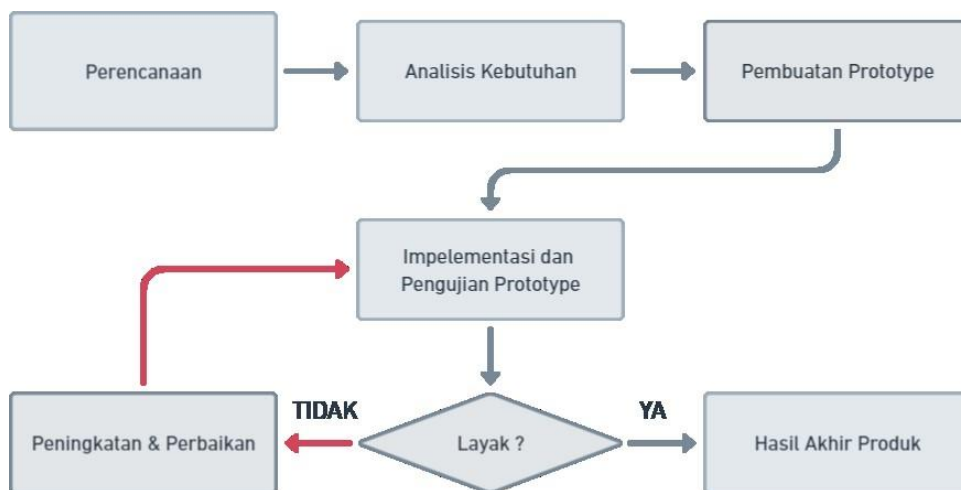 Perencanaan
Analisis Kebutuhan
Pembuatan Prototype
Impelementasi dan
Pengujian Prototype
TIDAK
YA
Peningkatan & Perbaikan
Layak ?
Hasil Akhir Produk